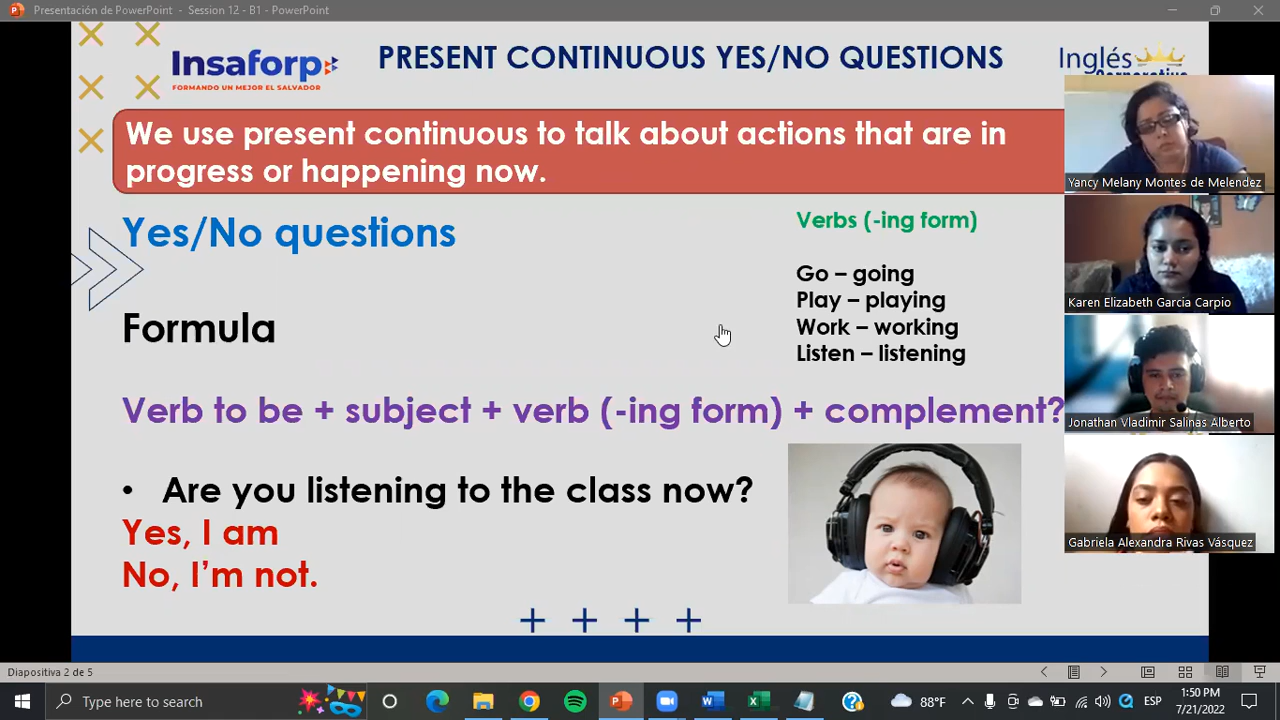 Presentación de PowerPoint - Session 12 - B1 - PowerPoint
Insaforp
FORMANDO UN MEJOR EL SALVADOR
PRESENT CONTINUOUS YES/NO QUESTIONS
Inglés
We use present continuous to talk about actions that are in
progress or happening now.
Yes/No questions
Verbs (-ing form)
Go – going
Play – playing
Work – working
Listen – listening
Formula
Verb to be + subject + verb (-ing form) + complement?
• Are you listening to the class now?
Yes, I am
No, I'm not.
Yancy Melany Montes de Melendez
Karen Elizabeth Garcia Carpio
Jonathan Vladimir Salinas Alberto
Gabriela Alexandra Rivas Vásquez
Diapositiva 2 de 5
Type here to search
88°F
ESP
1:50 PM
7/21/2022